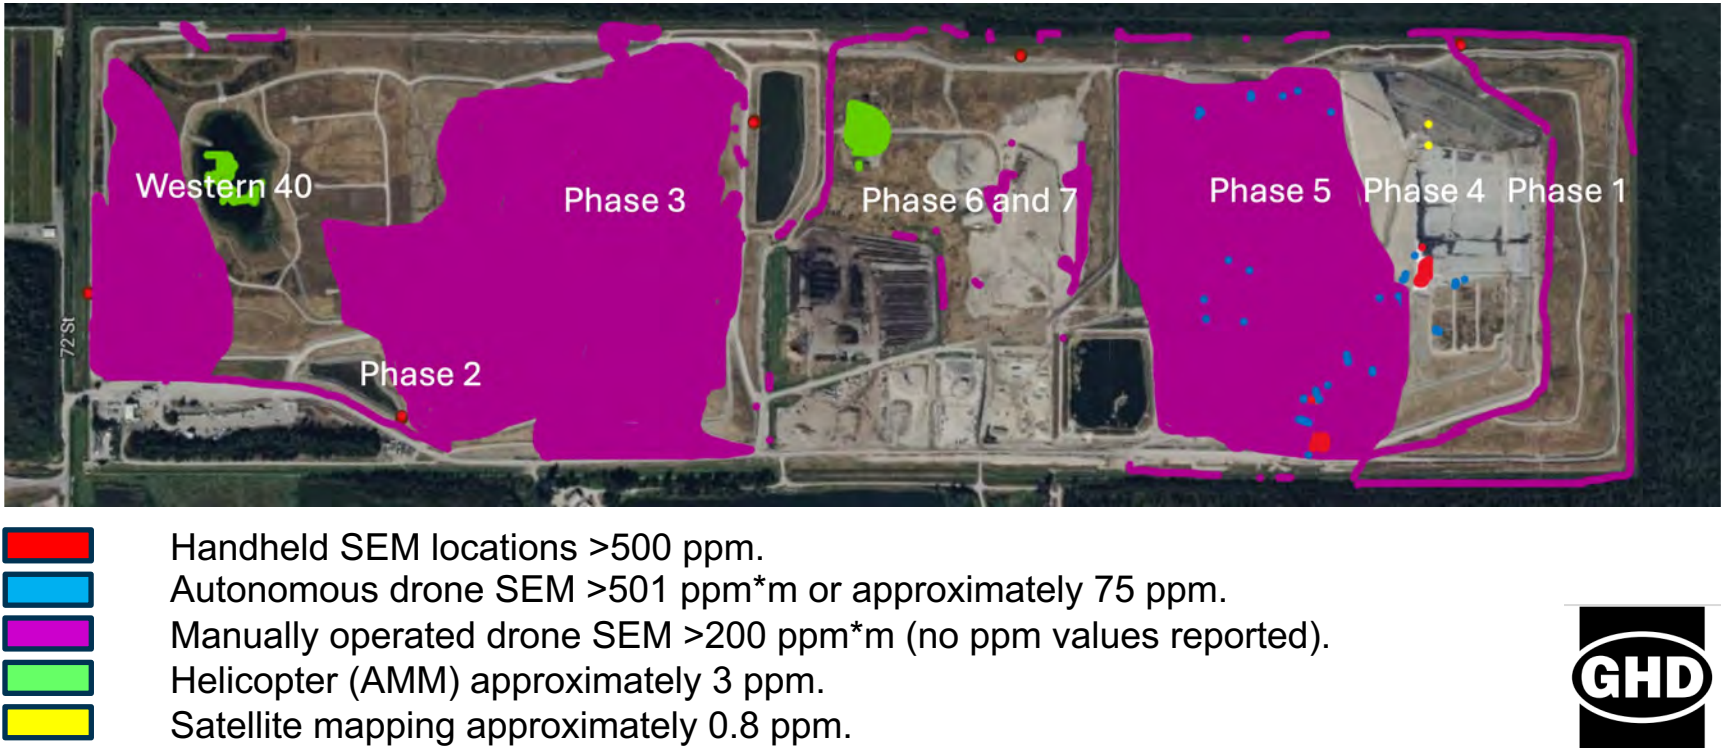 Western 40
Phase 3
Phase 6 and 7
Phase 5
Phase 4
Phase 1
72'St
Phase 2
Handheld SEM locations >500 ppm.
Autonomous drone SEM >501 ppm*m or approximately 75 ppm.
Manually operated drone SEM >200 ppm*m (no ppm values reported).
Helicopter (AMM) approximately 3 ppm.
Satellite mapping approximately 0.8 ppm.
GHD